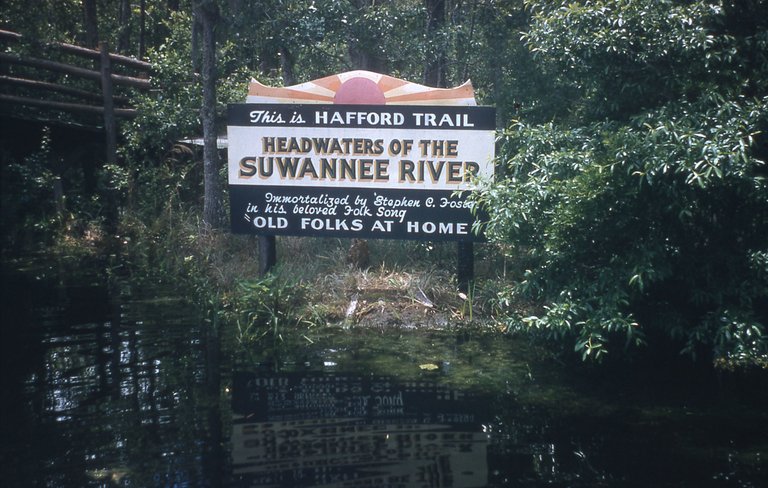 This is HAFFORD TRAIL
HEADWATERS OF THE
SUWANNEE RIVER
Immortalized by Stephen C. Foste
in his beloved Folk Song
"OLD FOLKS AT HOME